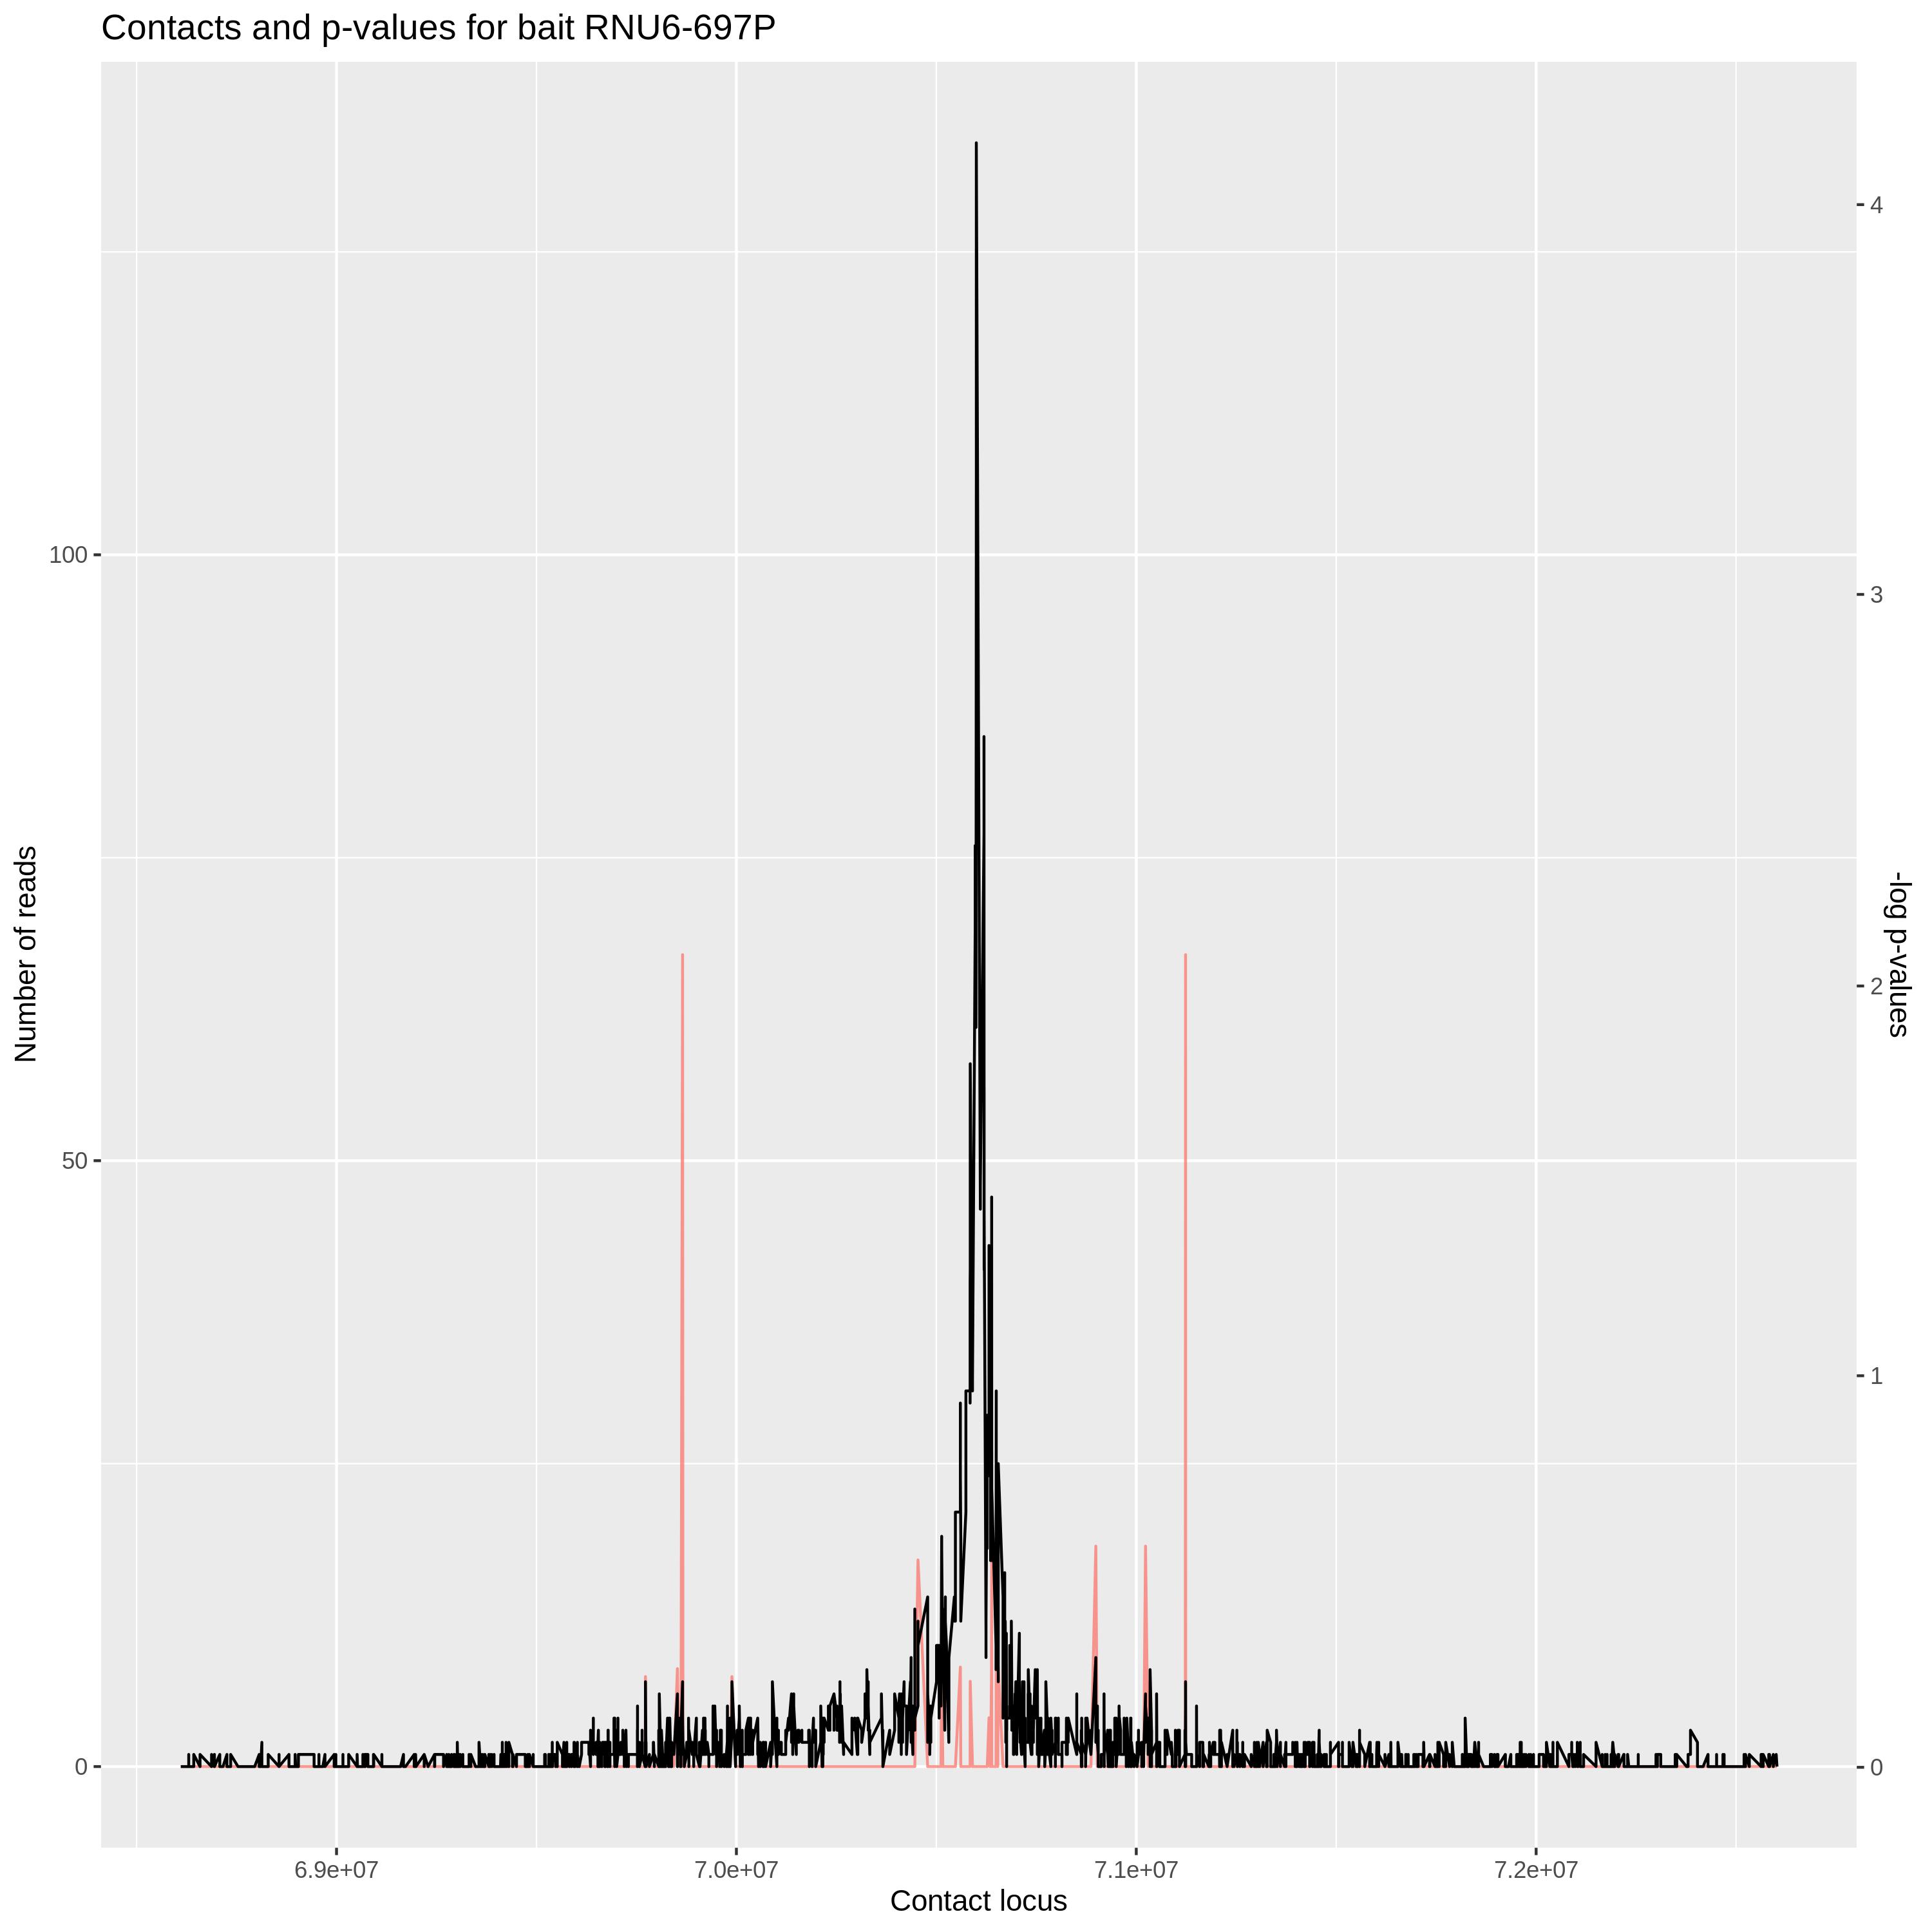 Contacts and p-values for bait RNU6-697P
Number of reads
100
50
0
4
3
2
1
0
-log p-values
6.9e+07
7.0e+07
7.1e+07
7.2e+07
Contact locus